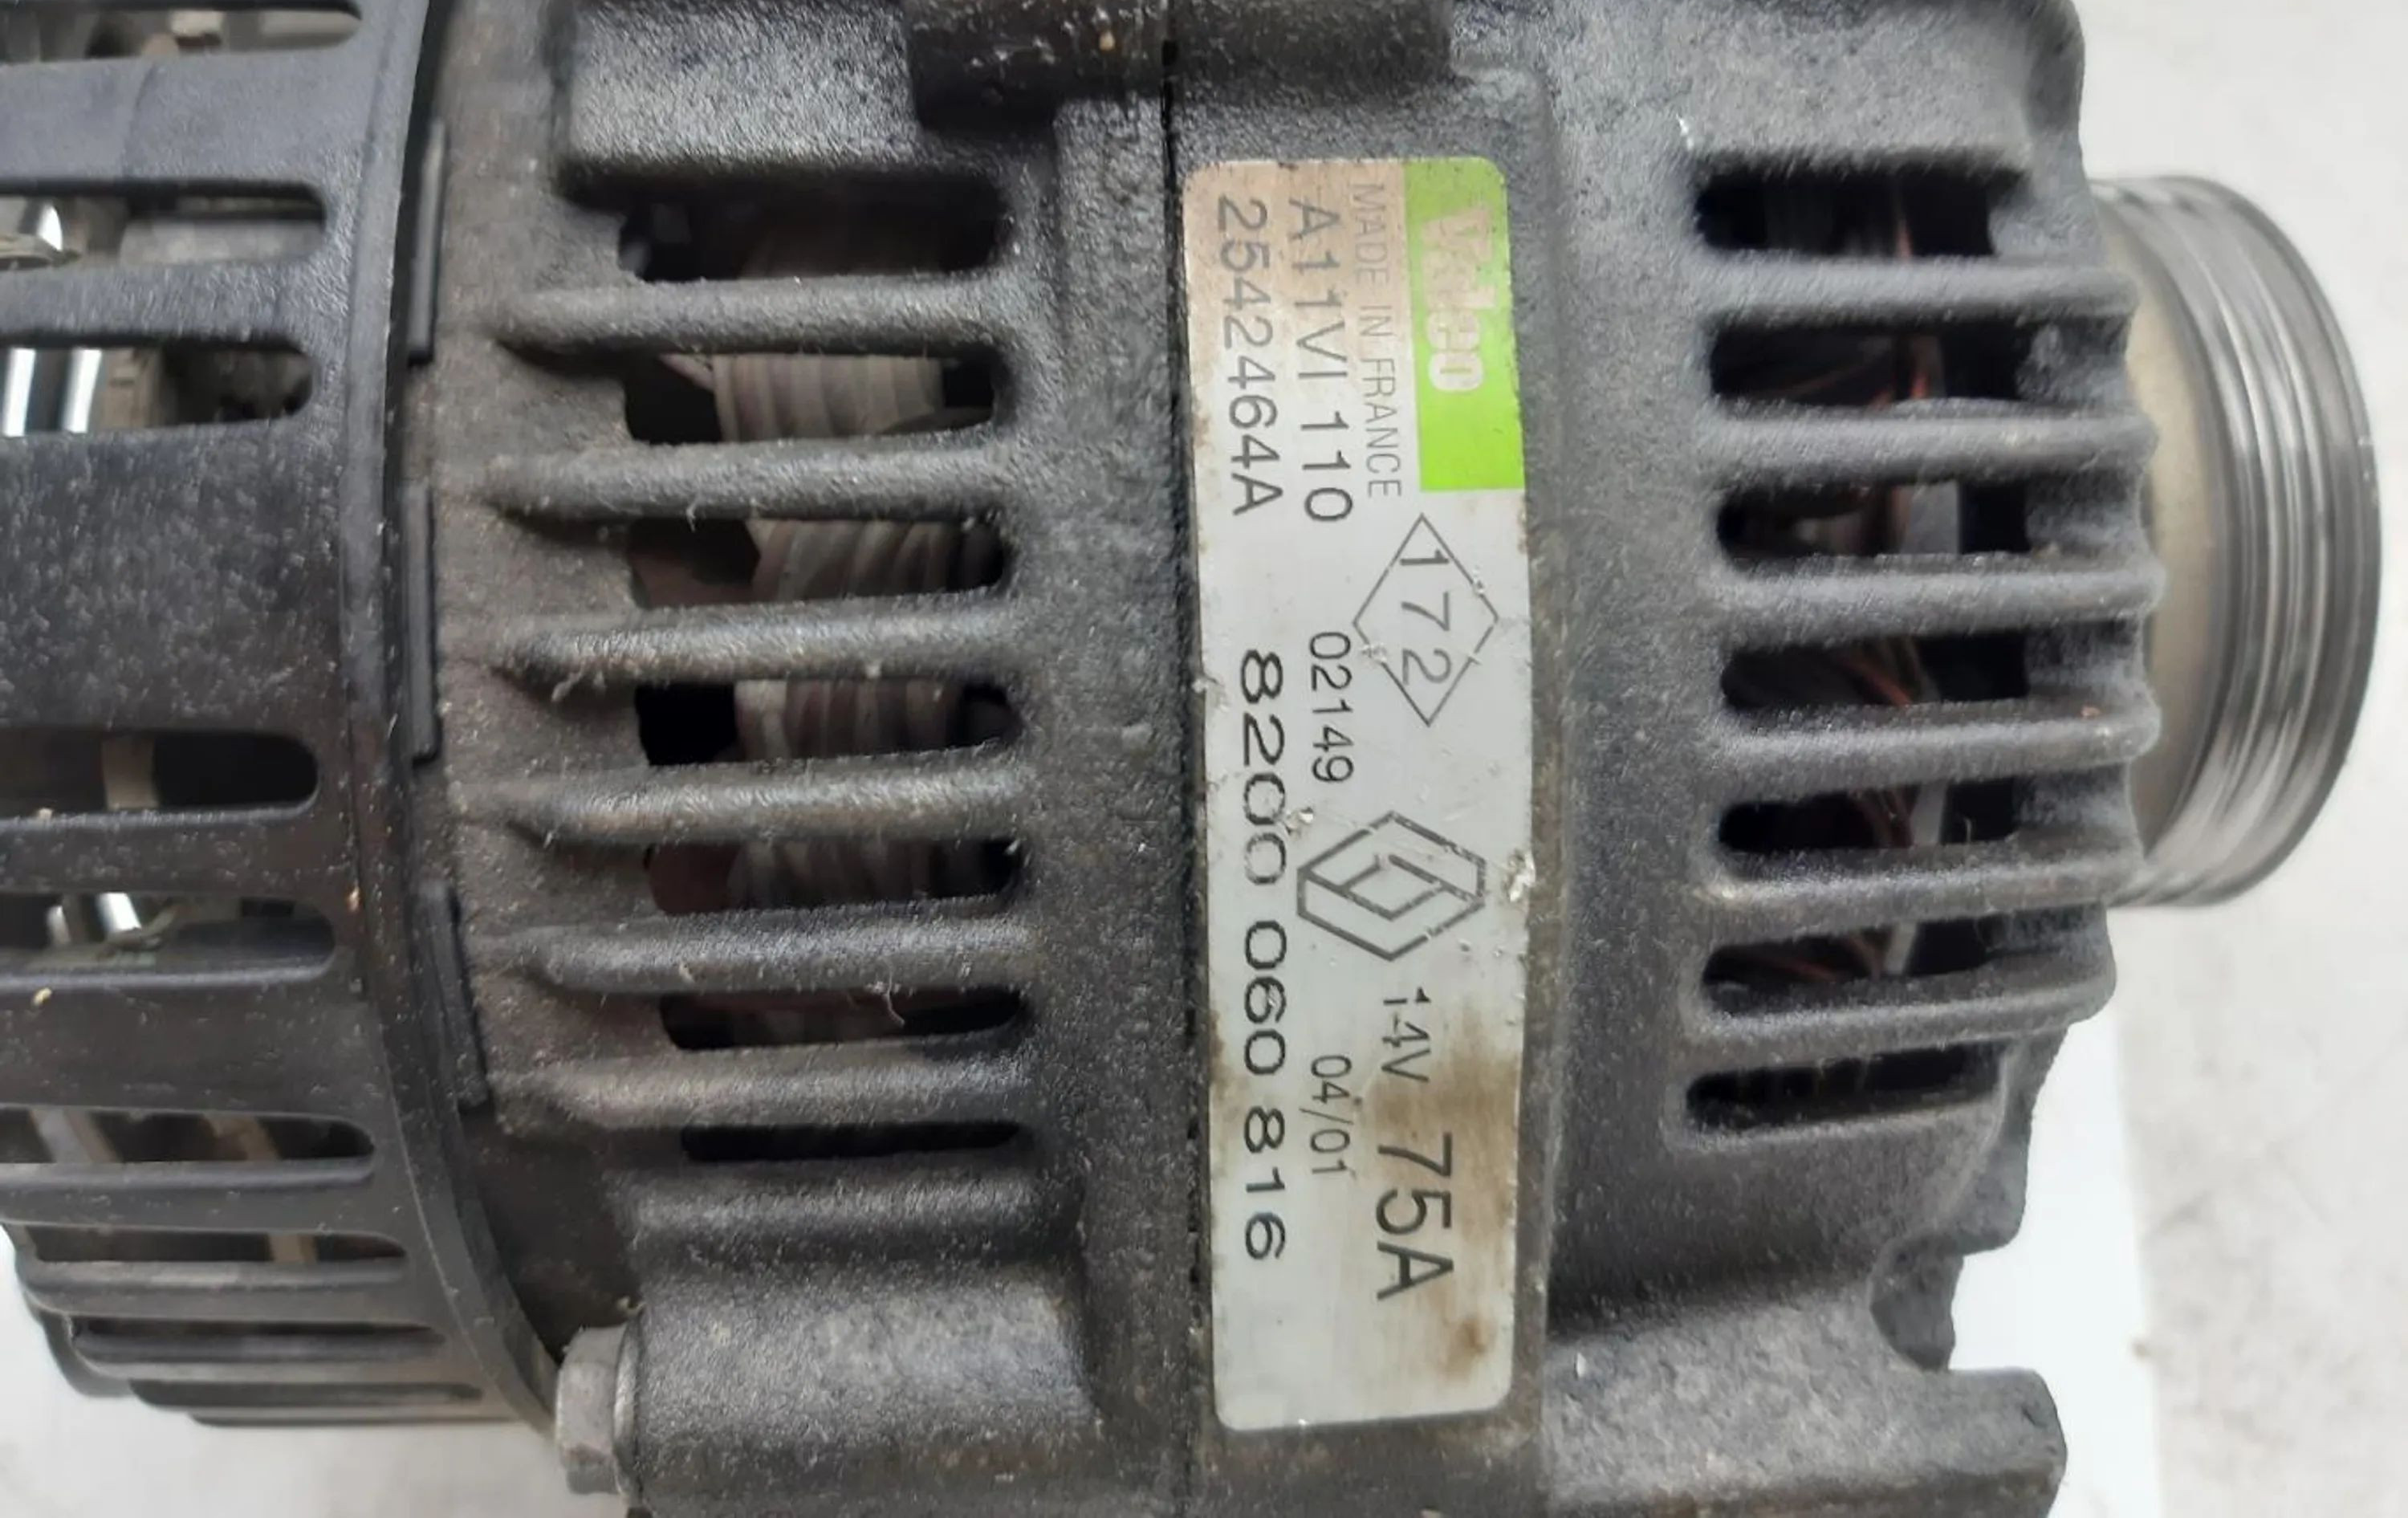 Valeo
172
14V 75A
MADE IN FRANCE
A11VI 110 02149 04/01
2542464A 8200 060 816